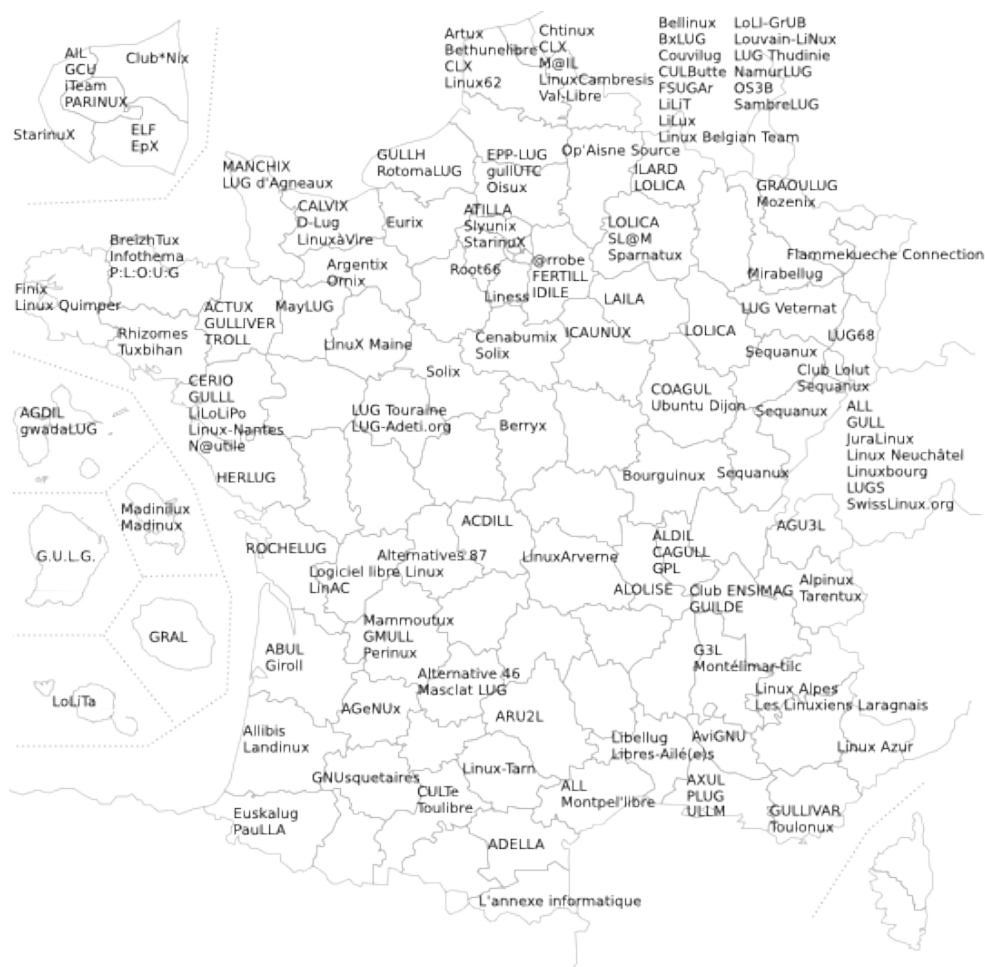 AIL
GCU
iTeam
PARINUX
Club*Nix
StarinuX
ELF
EpX
Artux
Bethunelibre
CLX
Linux62
Chtinux
CLX
M@IL
LinuxCambresis
Val-Libre
Bellinux
BxLUG
Couvilug
CULButte
FSUGAr
LiLiT
LiLux
Linux Belgian Team
LoLI-GrUB
Louvain-LiNux
LUG Thudinie
NamurLUG
OS3B
SambreLUG
MANCHIX
LUG d'Agneaux
GULLH
RotomaLUG
EPP-LUG
gullUTC
Oisux
Op'Aisne Source
ILARD
LOLICA
GRAOULUG
Mozenix
CALVIX
D-Lug
LinuxàVire
Eurix
ATILLA
Slyunix
StarinuX
LOLICA
SL@M
Sparnatux
BreizhTux
Infothema
P:L:O:U:G
Argentix
Ornix
Root66
@rrobe
FERTILL
IDILE
Flammekueche Connection
Mirabellug
Finix
Linux Quimper
ACTUX
GULLIVER
TROLL
MayLUG
Liness
LAILA
LUG Veternat
Rhizomes
Tuxbihan
LinuX Maine
Cenabumix
Solix
ICAUNUX
LOLICA
LUG68
Sequanux
Solix
Club Lolut
Sequanux
CERIO
GULLL
LiLoLiPo
Linux-Nantes
N@utile
LUG Touraine
LUG-Adeti.org
Berryx
COAGUL
Ubuntu Dijon
Sequanux
ALL
GULL
JuraLinux
Linux Neuchâtel
Linuxbourg
LUGS
SwissLinux.org
AGDIL
gwadaLUG
HERLUG
Bourguinux
Sequanux
Madinilux
Madinux
ACDILL
AGU3L
G.U.L.G.
ROCHELUG
Alternatives 87
Logiciel libre Linux
LinAC
LinuxArverne
ALDIL
CAGULL
GPL
ALOLISE
Club ENSIMAG
GUILDE
Alpinux
Tarentux
GRAL
ABUL
Giroll
Mammoutux
GMULL
Perinux
G3L
Montélimar-tilc
LoLiTa
Alternative 46
Masclat LUG
Linux Alpes
Les Linuxiens Laragnais
AGeNUx
ARU2L
Allibis
Landinux
Libellug
Libres-Ailé(e)s
AviGNU
Linux Azur
GNUsquetaires
Linux-Tarn
CULTe
Toulibre
ALL
Montpel'libre
AXUL
PLUG
ULLM
Euskalug
PauLLA
GULLIVAR
Toulonux
ADELLA
L'annexe informatique